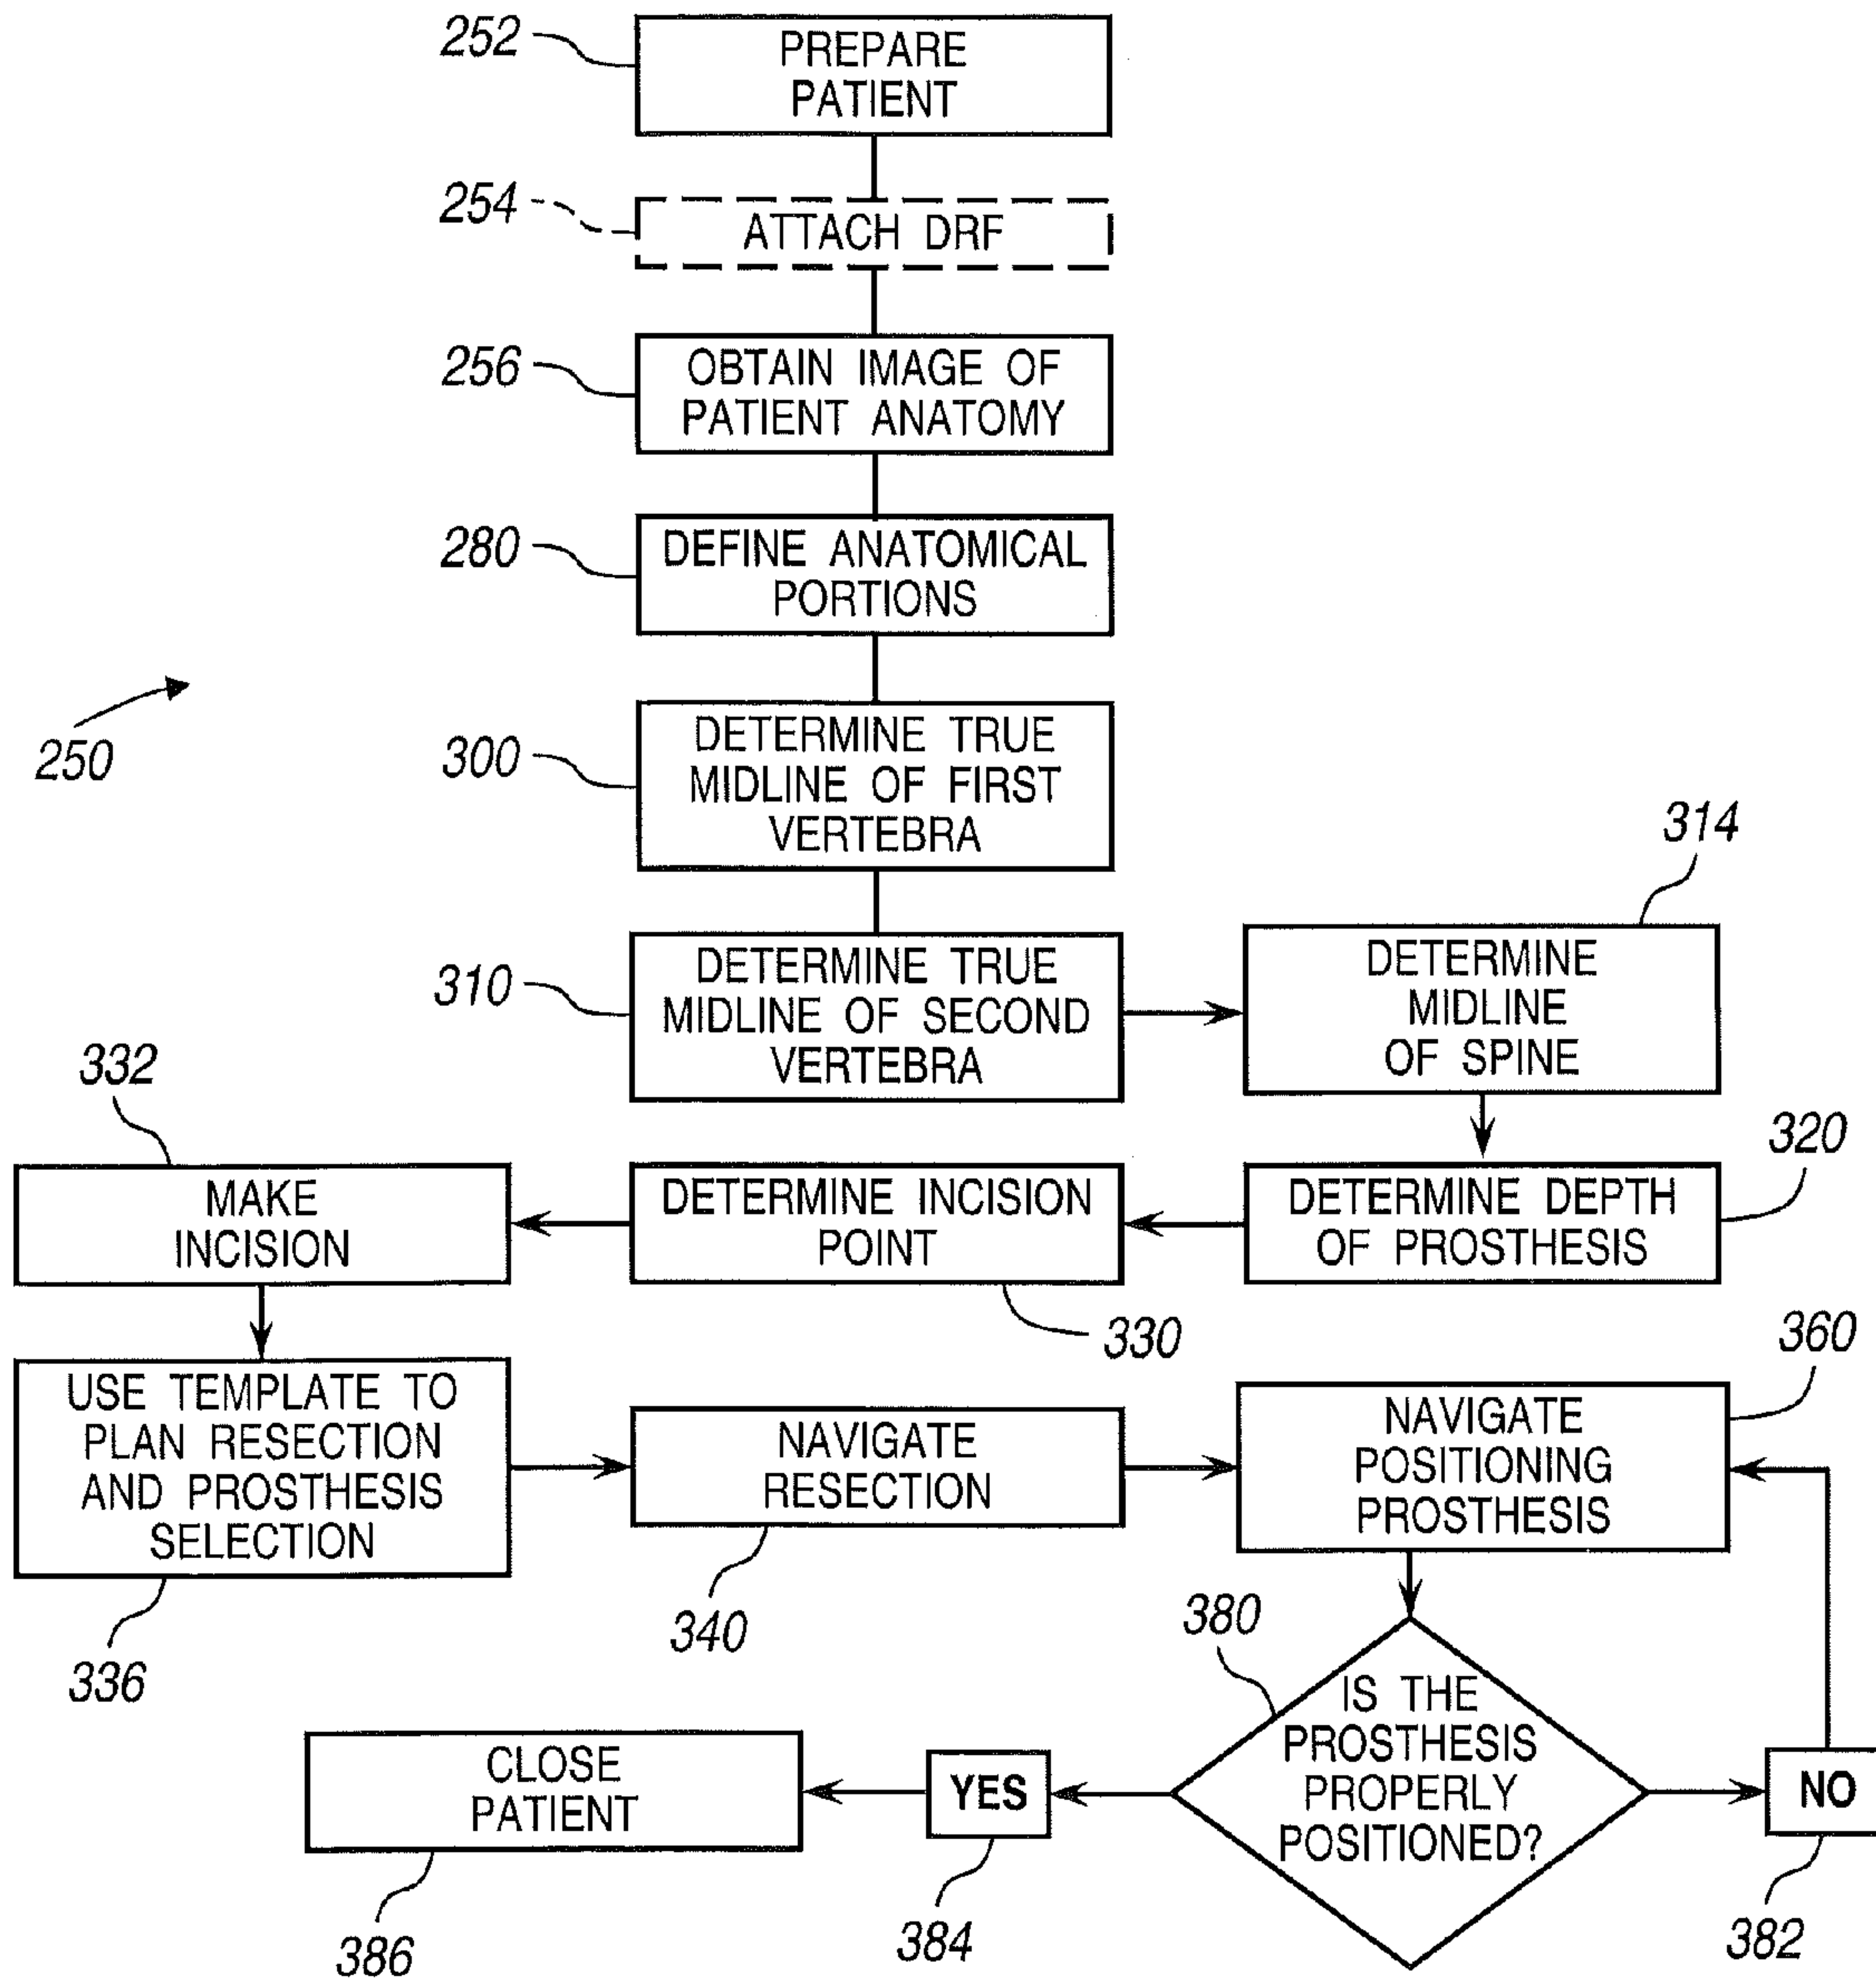 252
PREPARE
PATIENT
254
ATTACH DRF
256
OBTAIN IMAGE OF
PATIENT ANATOMY
280
DEFINE ANATOMICAL
PORTIONS
250
300
DETERMINE TRUE
MIDLINE OF FIRST
VERTEBRA
310
DETERMINE TRUE
MIDLINE OF SECOND
VERTEBRA
314
DETERMINE
MIDLINE
OF SPINE
320
DETERMINE DEPTH
OF PROSTHESIS
DETERMINE INCISION
POINT
330
332
MAKE
INCISION
USE TEMPLATE TO
PLAN RESECTION
AND PROSTHESIS
SELECTION
336
NAVIGATE
RESECTION
340
360
NAVIGATE
POSITIONING
PROSTHESIS
380
IS THE
PROSTHESIS
PROPERLY
POSITIONED?
NO
382
YES
384
CLOSE
PATIENT
386